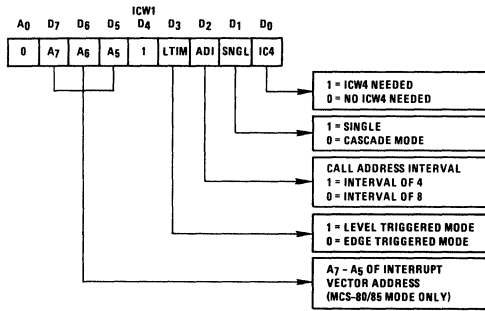 ICW1
A0 D7 D6 D5 D4 D3 D2 D1 D0
0 A7 A6 A5 1 LTIM ADI SNGL IC4
1 = ICW4 NEEDED
0 = NO ICW4 NEEDED
1 = SINGLE
0 = CASCADE MODE
CALL ADDRESS INTERVAL
1 = INTERVAL OF 4
0 = INTERVAL OF 8
1 = LEVEL TRIGGERED MODE
0 = EDGE TRIGGERED MODE
A7 – A5 OF INTERRUPT
VECTOR ADDRESS
(MCS-80/85 MODE ONLY)